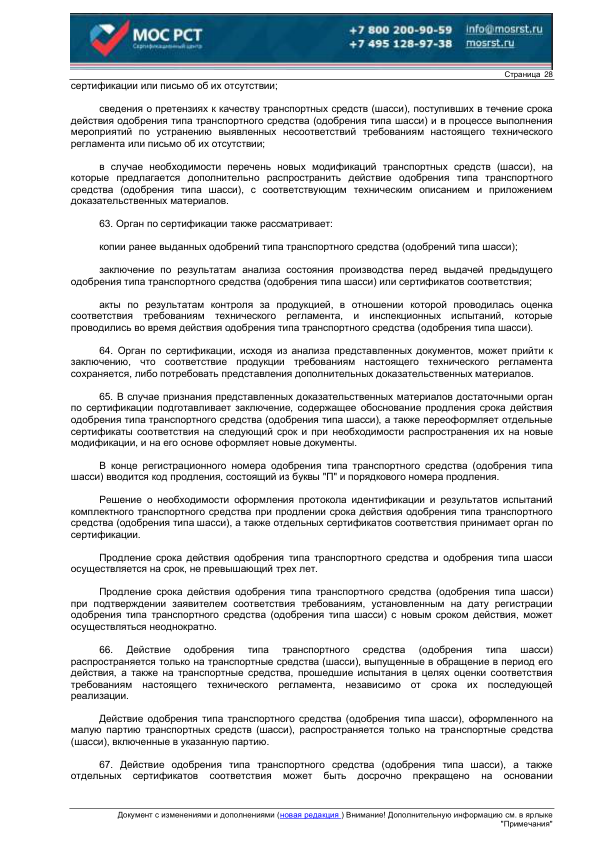 МОС РСТ
Сертификационный центр
+7 800 200-90-59
info@mosrst.ru
+7 495 128-97-38
mosrst.ru
Страница 28
сертификации или письмо об их отсутствии;
сведения о претензиях к качеству транспортных средств (шасси), поступивших в течение срока
действия одобрения типа транспортного средства (одобрения типа шасси) и в процессе выполнения
мероприятий по устранению выявленных несоответствий требованиям настоящего технического
регламента или письмо об их отсутствии;
в случае необходимости перечень новых модификаций транспортных средств (шасси), на
которые предлагается дополнительно распространить действие одобрения типа транспортного
средства (одобрения типа шасси), с соответствующим техническим описанием и приложением
доказательственных материалов.
63. Орган по сертификации также рассматривает:
копии ранее выданных одобрений типа транспортного средства (одобрений типа шасси);
заключение по результатам анализа состояния производства перед выдачей предыдущего
одобрения типа транспортного средства (одобрения типа шасси) или сертификатов соответствия;
акты по результатам контроля за продукцией, в отношении которой проводилась оценка
соответствия требованиям технического регламента, и инспекционных испытаний, которые
проводились во время действия одобрения типа транспортного средства (одобрения типа шасси).
64. Орган по сертификации, исходя из анализа представленных документов, может прийти к
заключению, что соответствие продукции требованиям настоящего технического регламента
сохраняется, либо потребовать представления дополнительных доказательственных материалов.
65. В случае признания представленных доказательственных материалов достаточными орган
по сертификации подготавливает заключение, содержащее обоснование продления срока действия
одобрения типа транспортного средства (одобрения типа шасси), а также переоформляет отдельные
сертификаты соответствия на следующий срок и при необходимости распространения их на новые
модификации, и на его основе оформляет новые документы.
В конце регистрационного номера одобрения типа транспортного средства (одобрения типа
шасси) вводится код продления, состоящий из буквы "П" и порядкового номера продления.
Решение о необходимости оформления протокола идентификации и результатов испытаний
комплектного транспортного средства при продлении срока действия одобрения типа транспортного
средства (одобрения типа шасси), а также отдельных сертификатов соответствия принимает орган по
сертификации.
Продление срока действия одобрения типа транспортного средства и одобрения типа шасси
осуществляется на срок, не превышающий трех лет.
Продление срока действия одобрения типа транспортного средства (одобрения типа шасси)
при подтверждении заявителем соответствия требованиям, установленным на дату регистрации
одобрения типа транспортного средства (одобрения типа шасси) с новым сроком действия, может
осуществляться неоднократно.
66. Действие одобрения типа транспортного средства (одобрения типа шасси)
распространяется только на транспортные средства (шасси), выпущенные в обращение в период его
действия, а также на транспортные средства, прошедшие испытания в целях оценки соответствия
требованиям настоящего технического регламента, независимо от срока их последующей
реализации.
Действие одобрения типа транспортного средства (одобрения типа шасси), оформленного на
малую партию транспортных средств (шасси), распространяется только на транспортные средства
(шасси), включенные в указанную партию.
67. Действие одобрения типа транспортного средства (одобрения типа шасси), а также
отдельных сертификатов соответствия может быть досрочно прекращено на основании
Документ с изменениями и дополнениями (новая редакция ) Внимание! Дополнительную информацию см. в ярлыке
"Примечания"